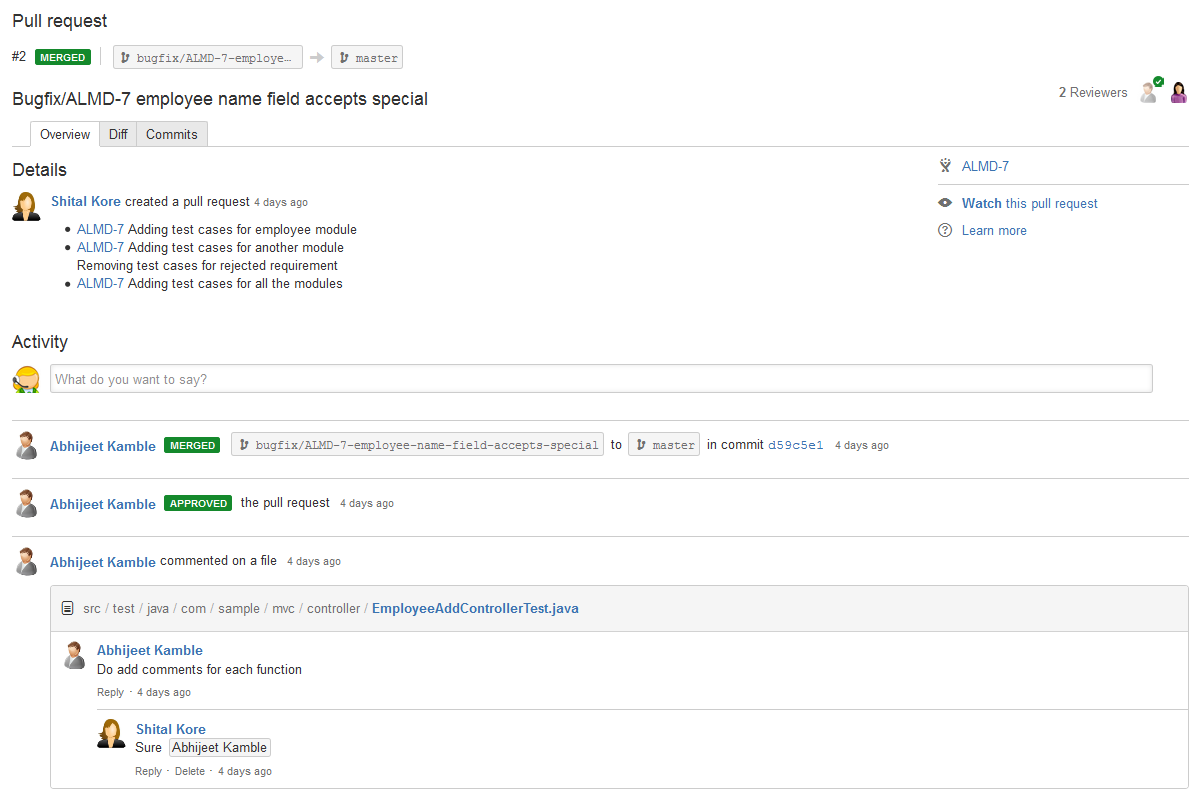 Pull request
#2 MERGED bugfix/ALMD-7-employe… master
Bugfix/ALMD-7 employee name field accepts special
2 Reviewers
Overview Diff Commits
Details
ALMD-7
Shital Kore created a pull request 4 days ago
Watch this pull request
• ALMD-7 Adding test cases for employee module
Learn more
• ALMD-7 Adding test cases for another module
Removing test cases for rejected requirement
• ALMD-7 Adding test cases for all the modules
Activity
What do you want to say?
Abhijeet Kamble MERGED bugfix/ALMD-7-employee-name-field-accepts-special to master in commit d59c5e1 4 days ago
Abhijeet Kamble APPROVED the pull request 4 days ago
Abhijeet Kamble commented on a file 4 days ago
src / test / java / com / sample / mvc / controller / EmployeeAddControllerTest.java
Abhijeet Kamble
Do add comments for each function
Reply · 4 days ago
Shital Kore
Sure Abhijeet Kamble
Reply · Delete · 4 days ago